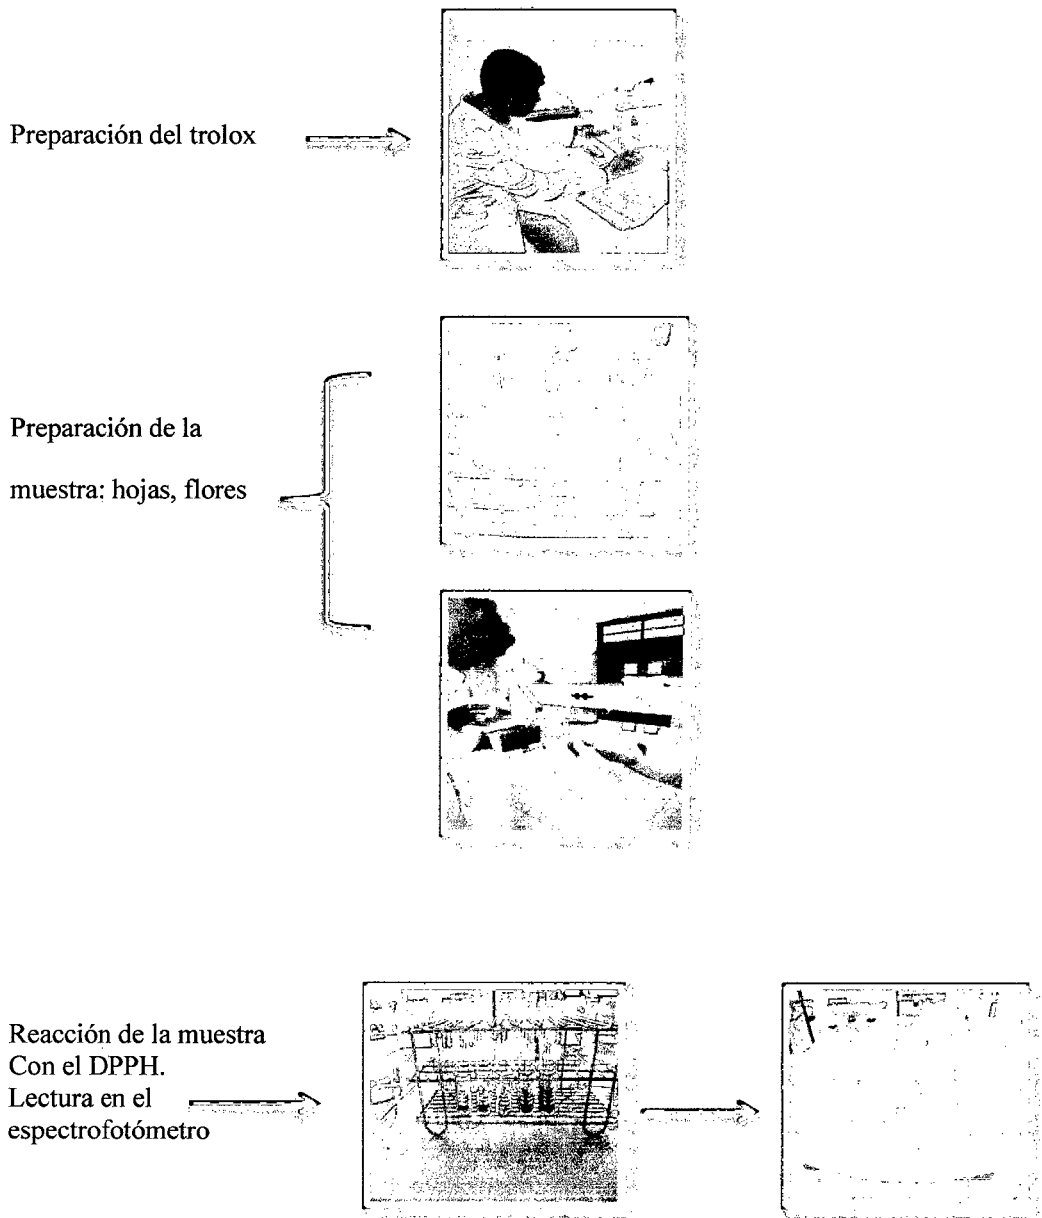 Preparación del trolox
Preparación de la
muestra: hojas, flores
Reacción de la muestra
Con el DPPH.
Lectura en el
espectrofotómetro